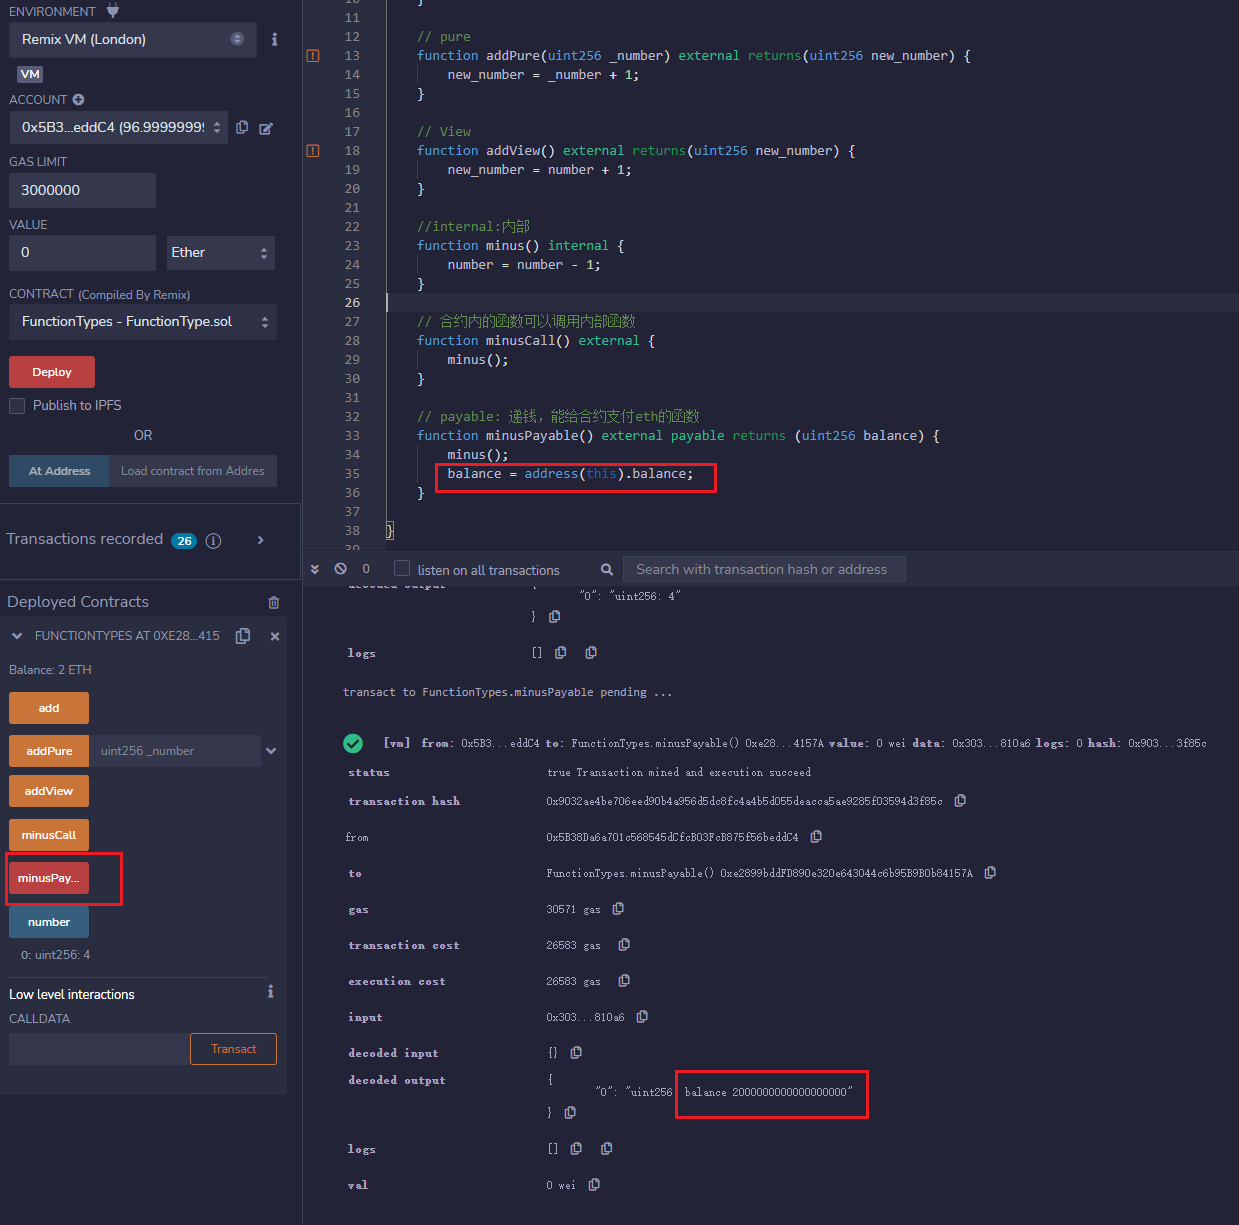 ENVIRONMENT
Remix VM (London)
VM
ACCOUNT
0x5B3...eddC4 (96.9999999
GAS LIMIT
3000000
VALUE
0
Ether
CONTRACT (Compiled By Remix)
FunctionTypes - FunctionType.sol
Deploy
Publish to IPFS
OR
At Address
Load contract from Addres
Transactions recorded 26
Deployed Contracts
FUNCTIONTYPES AT 0XE28...415
Balance: 2 ETH
add
addPure
uint256 _number
addView
minusCall
minusPay...
number
0: uint256: 4
Low level interactions
CALLDATA
Transact
10 }
11
12 // pure
13 function addPure(uint256 _number) external returns(uint256 new_number) {
14 new_number = _number + 1;
15 }
16
17 // View
18 function addView() external returns(uint256 new_number) {
19 new_number = number + 1;
20 }
21
22 //internal:内部
23 function minus() internal {
24 number = number - 1;
25 }
26
27 // 合约内的函数可以调用内部函数
28 function minusCall() external {
29 minus();
30 }
31
32 // payable: 递钱，能给合约支付eth的函数
33 function minusPayable() external payable returns (uint256 balance) {
34 minus();
35 balance = address(this).balance;
36 }
37
38 }
39
0
listen on all transactions
Search with transaction hash or address
decoded output {
"0": "uint256: 4"
}
logs []
transact to FunctionTypes.minusPayable pending ...
[vm] from: 0x5B3...eddC4 to: FunctionTypes.minusPayable() 0xe28...4157A value: 0 wei data: 0x303...810a6 logs: 0 hash: 0x903...3f85c
status true Transaction mined and execution succeed
transaction hash 0x9032ae4be706eed90b4a956d5dc8fc4a4b5d055deacca5ae9285f03594d3f85c
from 0x5B38Da6a701c568545dCfcB03FcB875f56beddC4
to FunctionTypes.minusPayable() 0xe2899bddFD890e320e643044c6b95B9B0b84157A
gas 30571 gas
transaction cost 26583 gas
execution cost 26583 gas
input 0x303...810a6
decoded input {}
decoded output {
"0": "uint256 balance 2000000000000000000"
}
logs []
val 0 wei